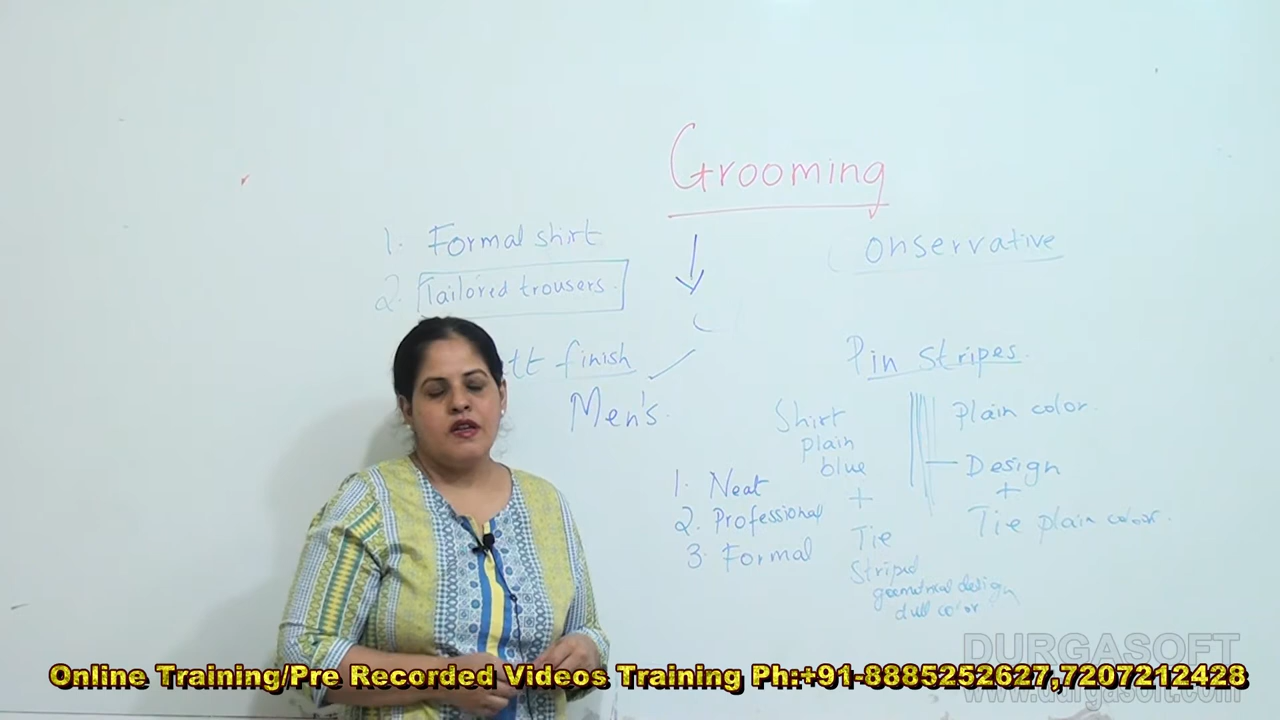 Grooming
1. Formal shirt
2. Tailored trousers.
finish
Men's.
onservative
Pin stripes
Shirt
plain
blue
+
Tie
Striped
geometrical design
dull color
Plain color.
Design
+
Tie plain color.
1. Neat
2. Professional
3. Formal
DURGASOFT
www.durgasoft.com
Online Training/Pre Recorded Videos Training Ph:+91-8885252627,7207212428